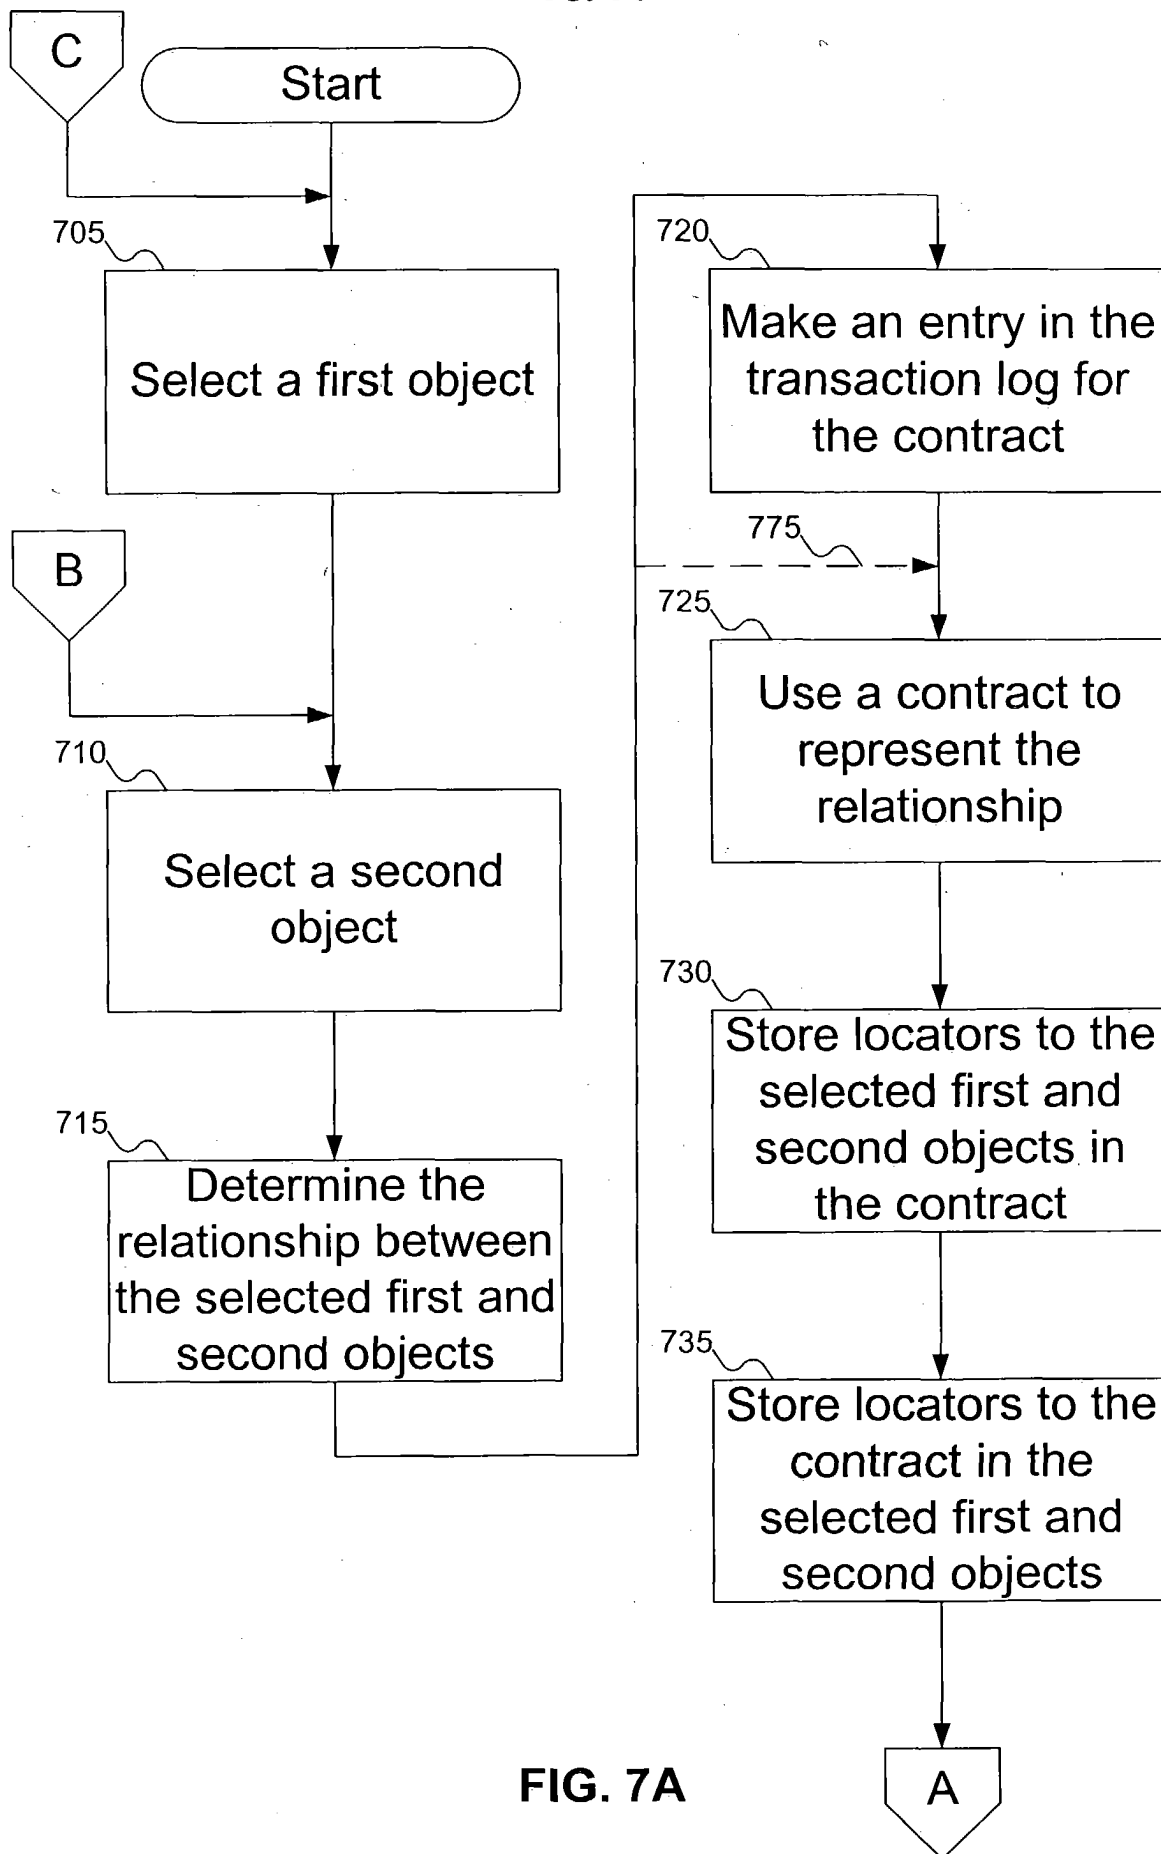 C
Start
705
Select a first object
B
710
Select a second
object
715
Determine the
relationship between
the selected first and
second objects
720
Make an entry in the
transaction log for
the contract
775
725
Use a contract to
represent the
relationship
730
Store locators to the
selected first and
second objects in
the contract
735
Store locators to the
contract in the
selected first and
second objects
A
FIG. 7A